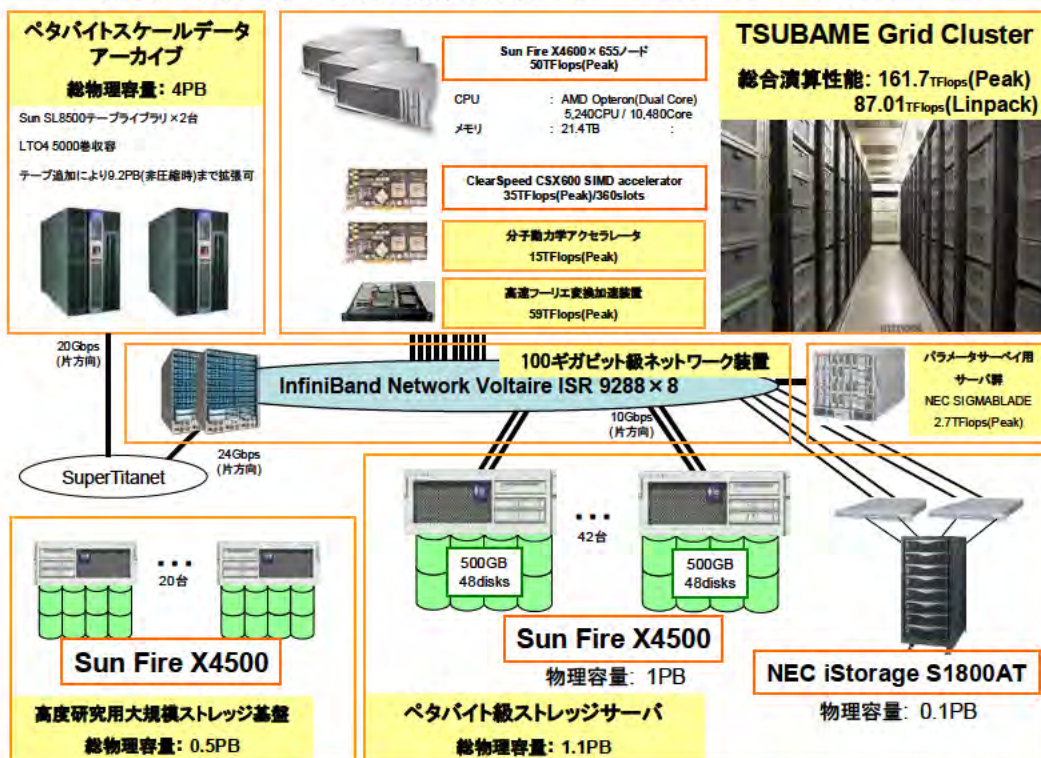 ペタバイトスケールデータ
アーカイブ
総物理容量: 4PB
Sun SL8500テープライブラリ×2台
LTO4 5000巻収容
テープ追加により9.2PB(非圧縮時)まで拡張可
Sun Fire X4600×655ノード
50TFlops(Peak)
CPU : AMD Opteron(Dual Core)
5,240CPU / 10,480Core
メモリ : 21.4TB :
ClearSpeed CSX600 SIMD accelerator
35TFlops(Peak)/360slots
分子動力学アクセラレータ
15TFlops(Peak)
高速フーリエ変換加速装置
59TFlops(Peak)
TSUBAME Grid Cluster
総合演算性能: 161.7TFlops(Peak)
87.01TFlops(Linpack)
20Gbps
(片方向)
100ギガビット級ネットワーク装置
InfiniBand Network Voltaire ISR 9288×8
10Gbps
(片方向)
パラメータサーベイ用
サーバ群
NEC SIGMABLADE
2.7TFlops(Peak)
24Gbps
(片方向)
SuperTitanet
20台
Sun Fire X4500
高度研究用大規模ストレッジ基盤
総物理容量: 0.5PB
42台
500GB
48disks
500GB
48disks
Sun Fire X4500
物理容量: 1PB
ペタバイト級ストレッジサーバ
総物理容量: 1.1PB
NEC iStorage S1800AT
物理容量: 0.1PB